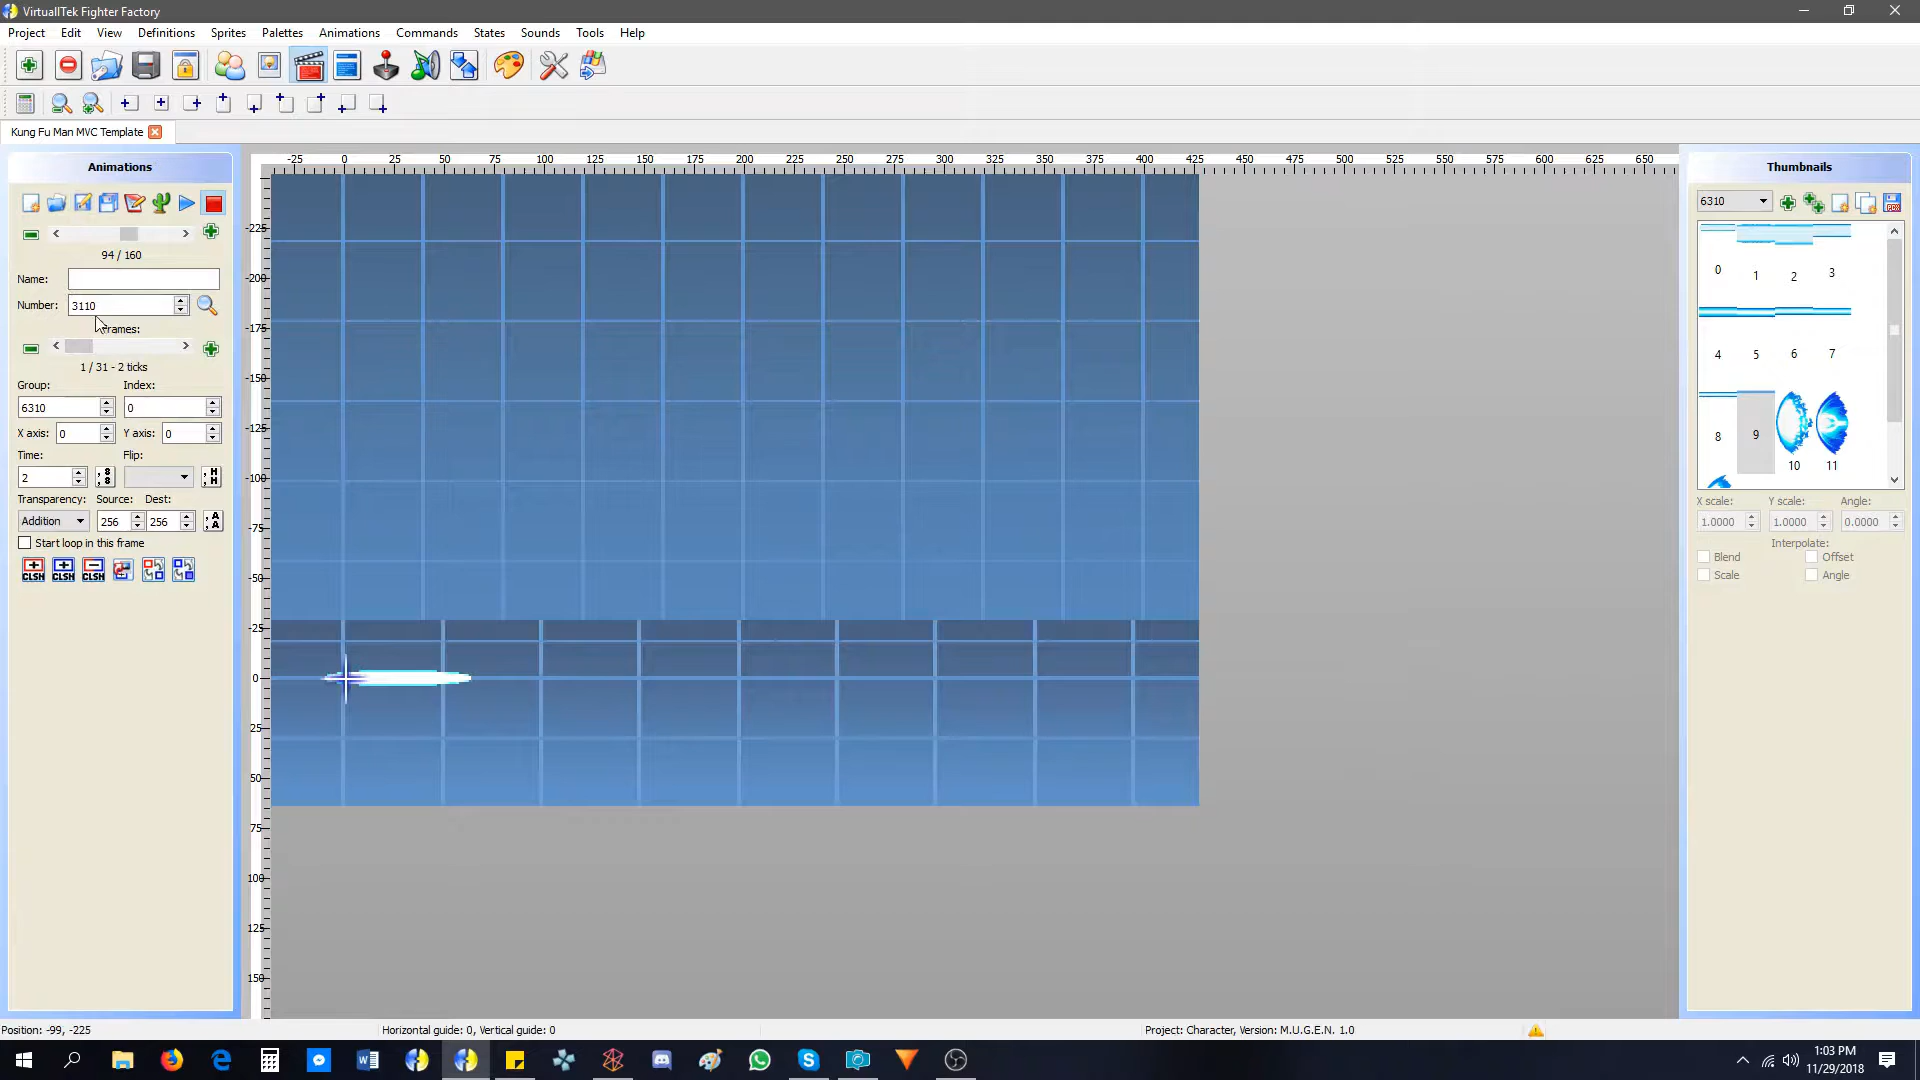 VirtuallTek Fighter Factory
Project Edit View Definitions Sprites Palettes Animations Commands States Sounds Tools Help
Kung Fu Man MVC Template
Animations
94 / 160
Name:
Number: 3110
Frames:
1 / 31 - 2 ticks
Group: Index:
6310 0
X axis: 0 Y axis: 0
Time: Flip:
2
Transparency: Source: Dest:
Addition 256 256
Start loop in this frame
CLSN CLSN CLSN
-25 0 25 50 75 100 125 150 175 200 225 250 275 300 325 350 375 400 425 450 475 500 525 550 575 600 625 650
-225
-200
-175
-150
-125
-100
-75
-50
-25
0
25
50
75
100
125
150
Thumbnails
6310
0 1 2 3
4 5 6 7
8 9 10 11
X scale: Y scale: Angle:
1.0000 1.0000 0.0000
Interpolate:
Blend Offset
Scale Angle
Position: -99, -225 Horizontal guide: 0, Vertical guide: 0 Project: Character, Version: M.U.G.E.N. 1.0
1:03 PM
11/29/2018